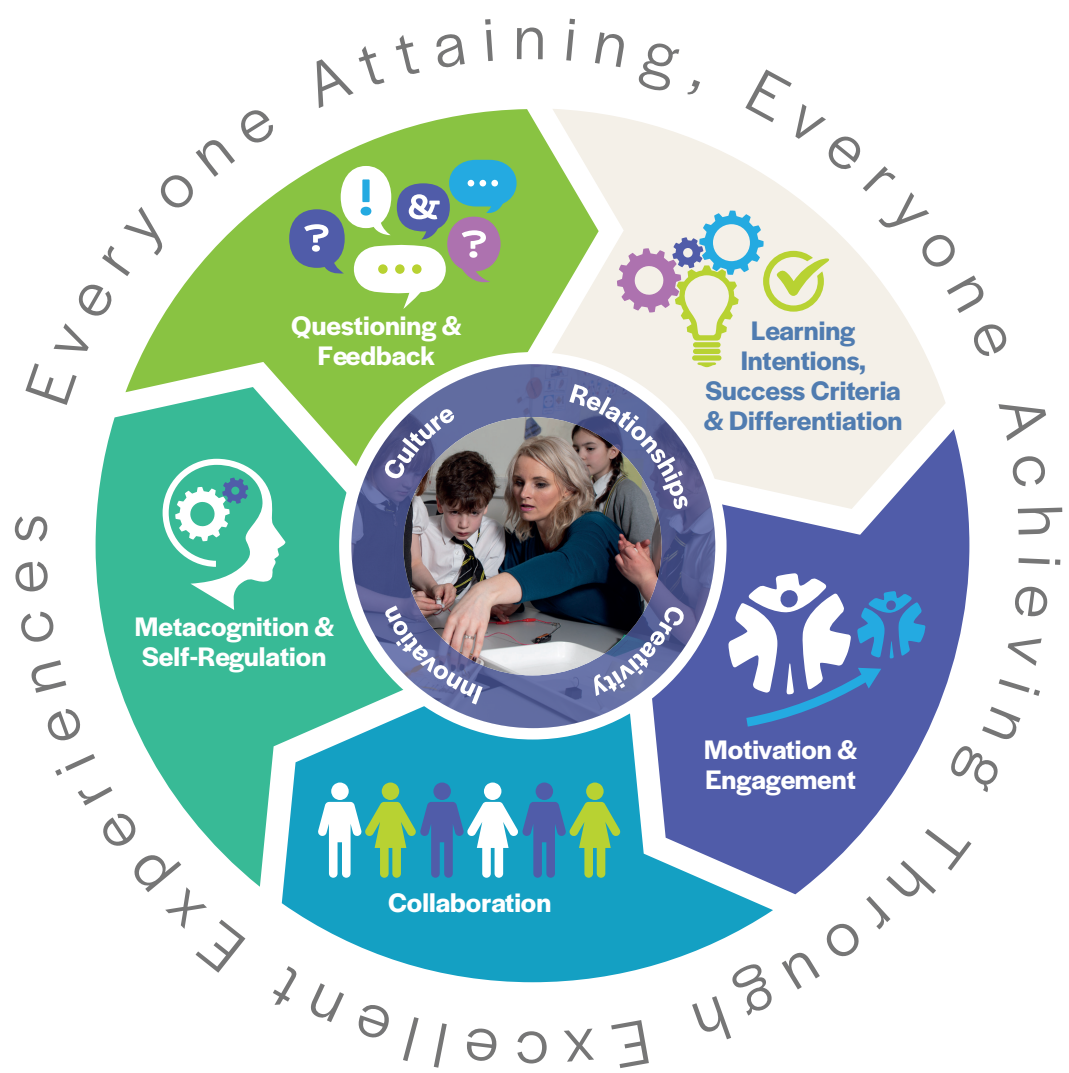 Everyone Attaining, Everyone Achieving Through Excellent Experiences
? ! & ... ?
...
Questioning &
Feedback
Learning
Intentions,
Success Criteria
& Differentiation
Motivation &
Engagement
Collaboration
Metacognition &
Self-Regulation
Culture
Relationships
Creativity
Innovation